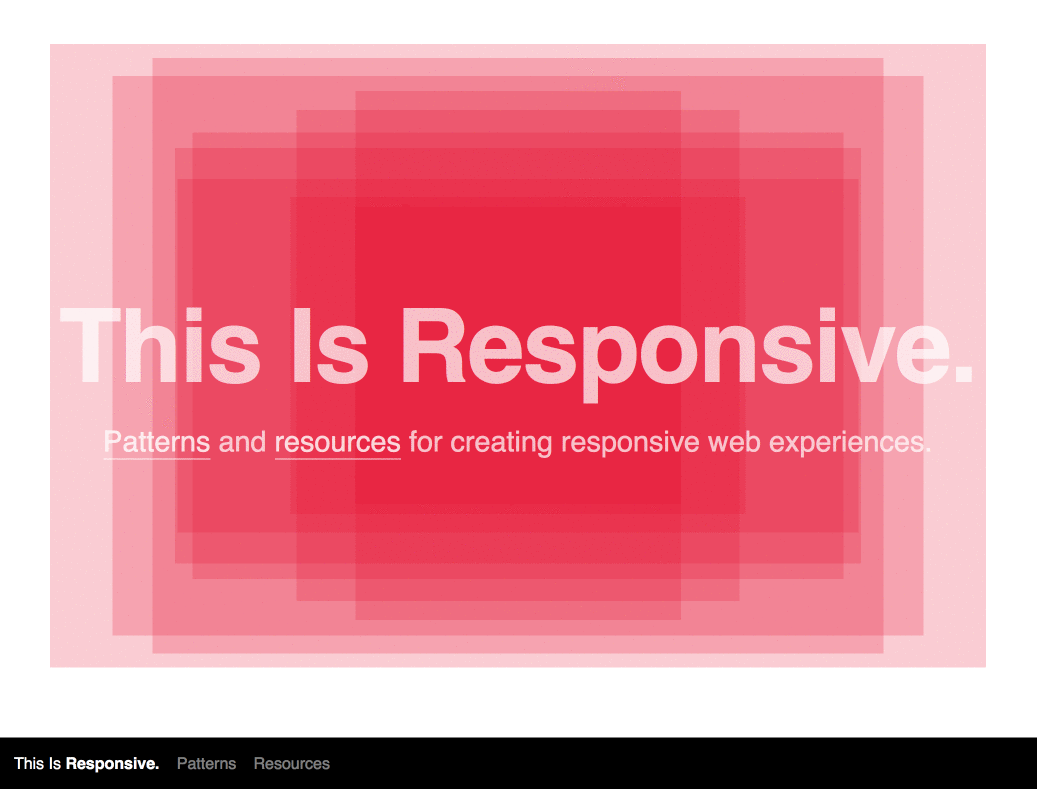 This Is Responsive.
Patterns and resources for creating responsive web experiences.
This Is Responsive. Patterns Resources